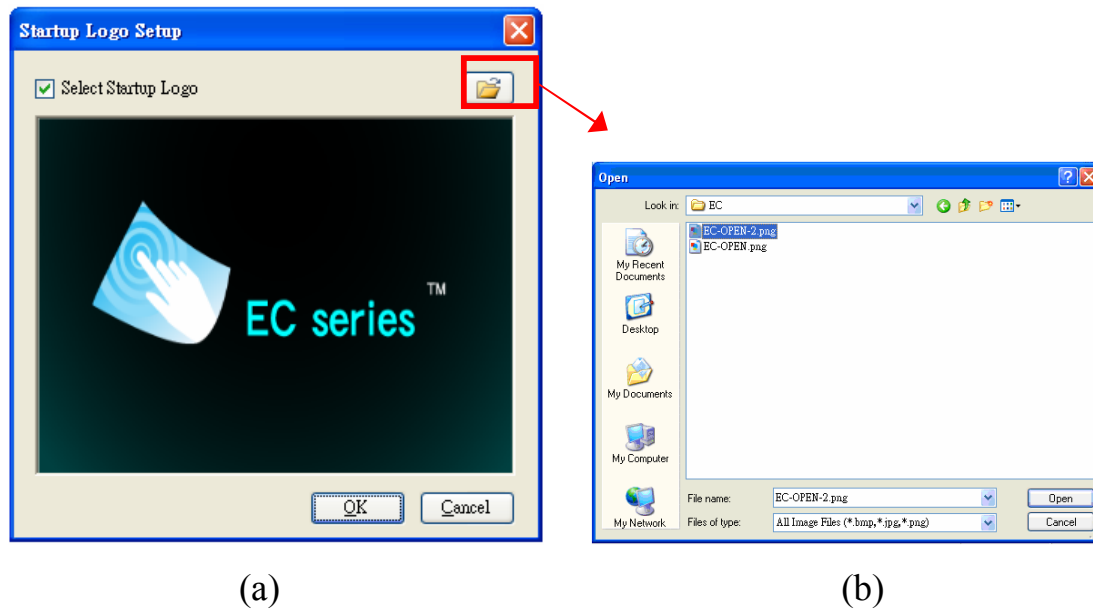 Startup Logo Setup
Select Startup Logo
EC series™
OK
Cancel
(a)
Open
Look in:
EC
EC-OPEN-2.png
EC-OPEN.png
My Recent
Documents
Desktop
My Documents
My Computer
My Network
File name:
EC-OPEN-2.png
Open
Files of type:
All Image Files (*.bmp,*.jpg,*.png)
Cancel
(b)